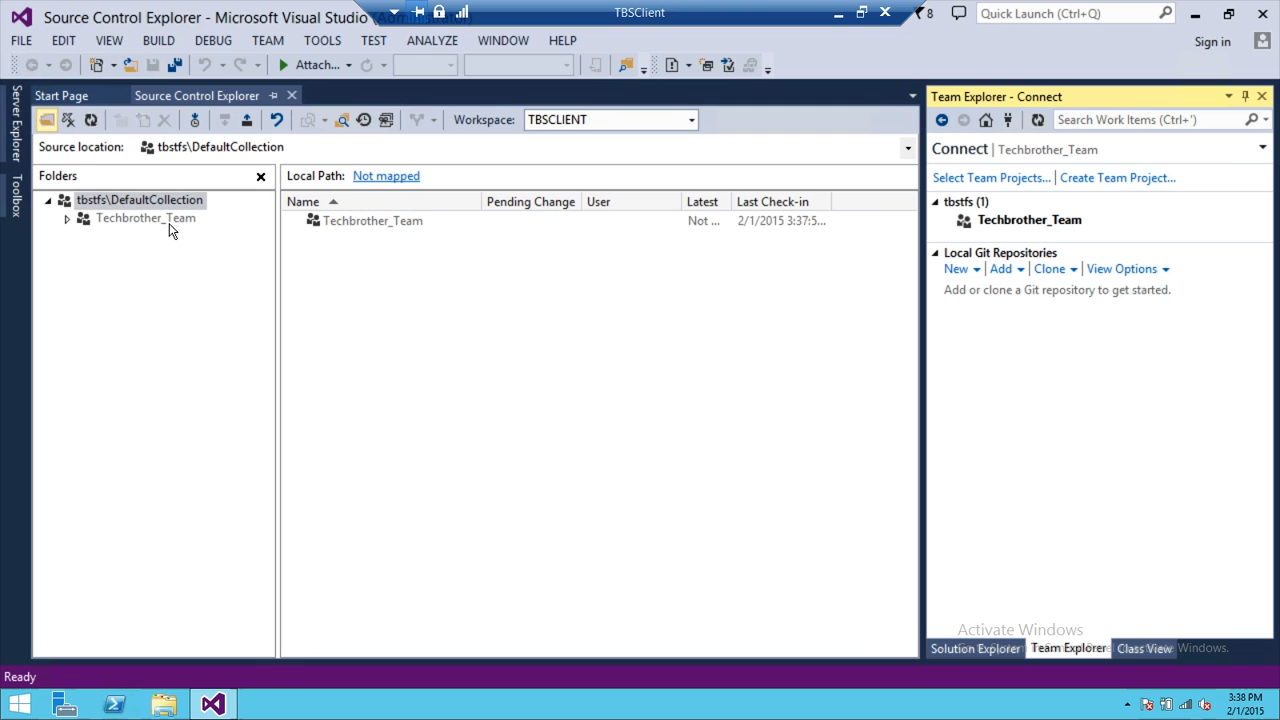 Source Control Explorer - Microsoft Visual Studio (Admin
TBSClient
8
Quick Launch (Ctrl+Q)
FILE EDIT VIEW BUILD DEBUG TEAM TOOLS TEST ANALYZE WINDOW HELP
Sign in
Attach...
Start Page
Source Control Explorer
Team Explorer - Connect
Server Explorer
Toolbox
Workspace: TBSCLIENT
Search Work Items (Ctrl+')
Source location: tbstfs\DefaultCollection
Connect | Techbrother_Team
Folders
Local Path: Not mapped
Select Team Projects... | Create Team Project...
tbstfs\DefaultCollection
Techbrother_Team
Name Pending Change User Latest Last Check-in
Techbrother_Team Not ... 2/1/2015 3:37:5...
tbstfs (1)
Techbrother_Team
Local Git Repositories
New | Add | Clone | View Options
Add or clone a Git repository to get started.
Activate Windows
Windows.
Solution Explorer Team Explorer Class View
Ready
3:38 PM
2/1/2015